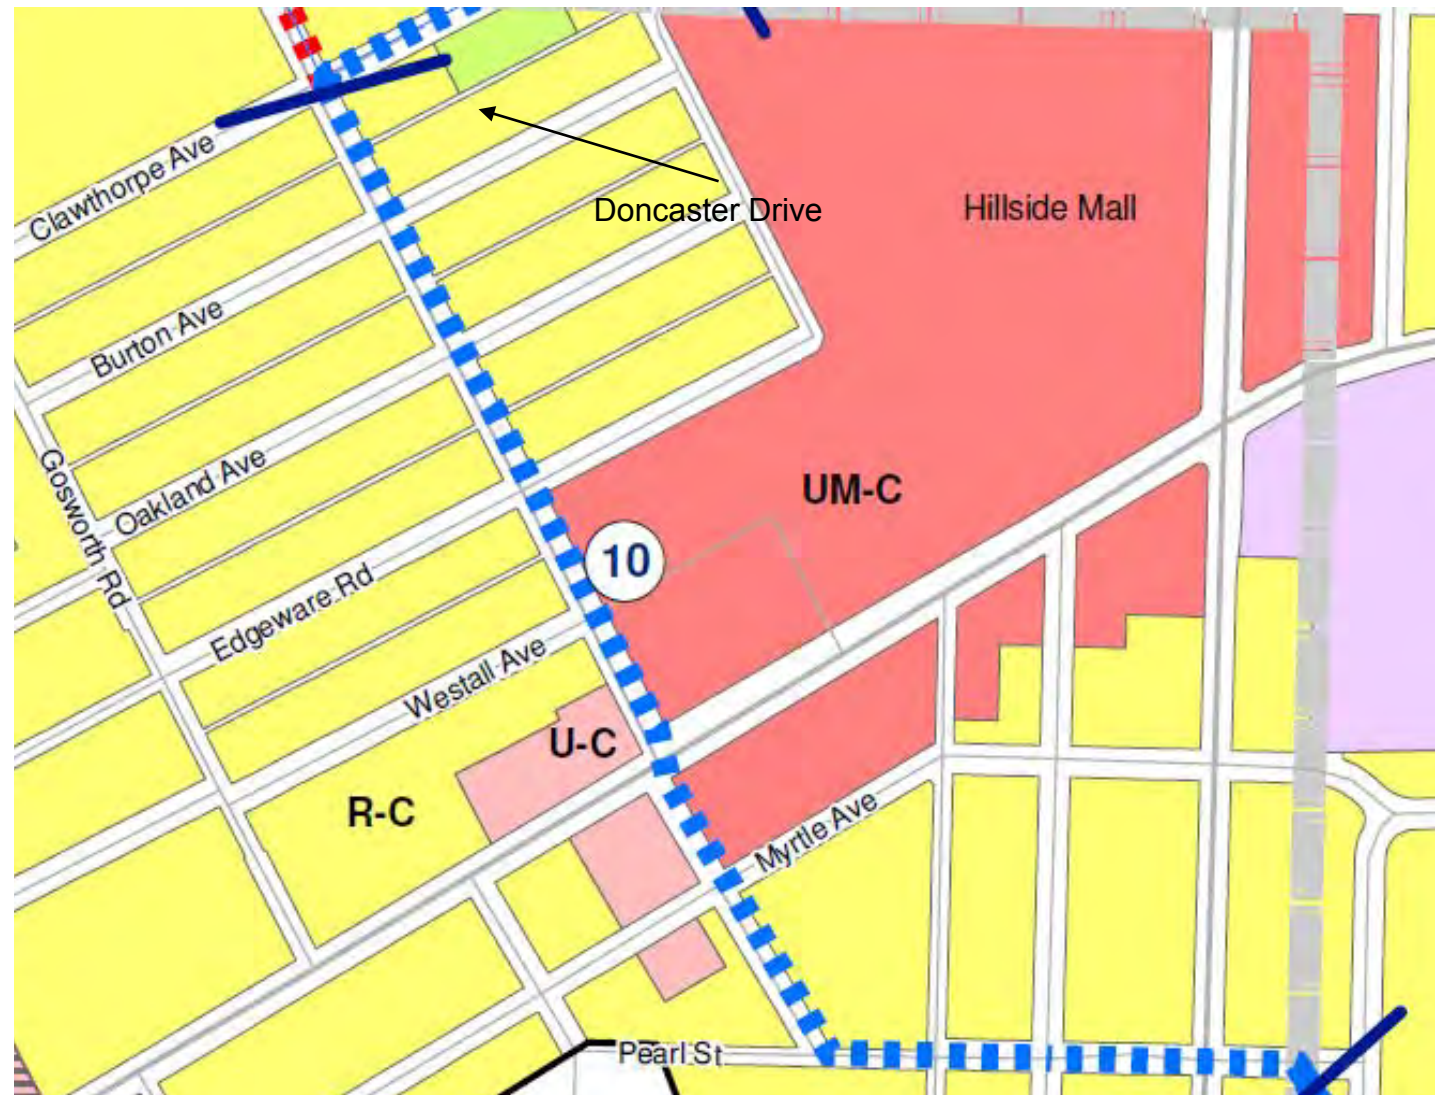 Clawthorpe Ave
Doncaster Drive
Hillside Mall
Burton Ave
Oakland Ave
Gosworth Rd
UM-C
10
Edgeware Rd
Westall Ave
U-C
R-C
Myrtle Ave
Pearl St